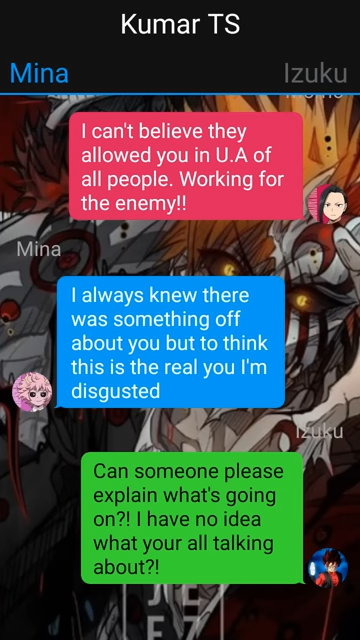 Kumar TS
Mina
Izuku
I can't believe they
allowed you in U.A of
all people. Working for
the enemy!!
Mina
I always knew there
was something off
about you but to think
this is the real you I'm
disgusted
Izuku
Can someone please
explain what's going
on?! I have no idea
what your all talking
about?!